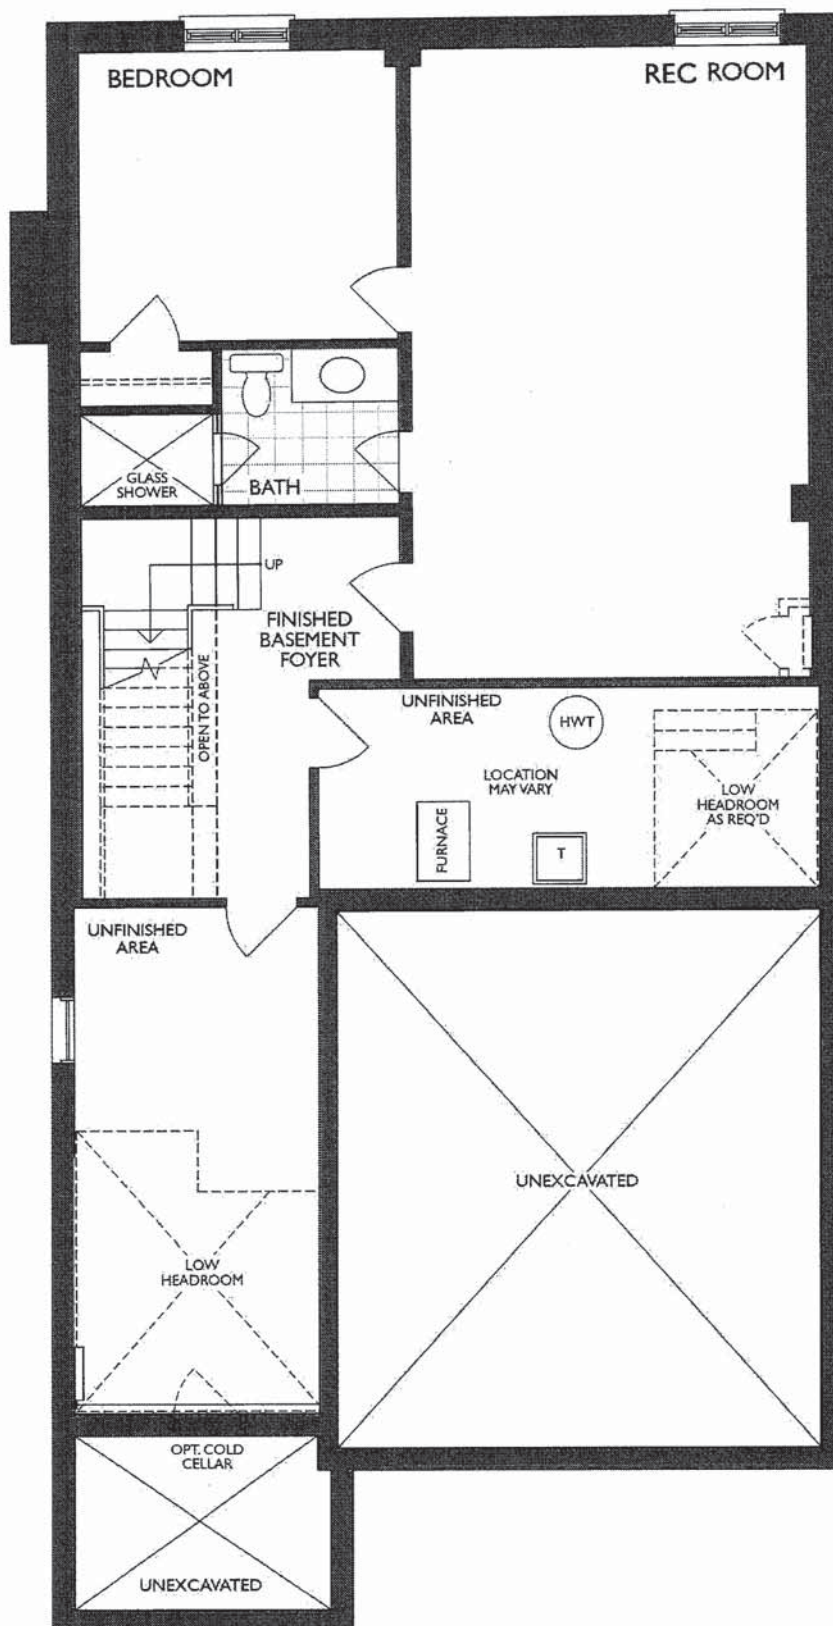 BEDROOM
REC ROOM
GLASS
SHOWER
BATH
UP
FINISHED
BASEMENT
FOYER
OPEN TO ABOVE
UNFINISHED
AREA
HWT
LOCATION
MAY VARY
LOW
HEADROOM
AS REQ'D
FURNACE
T
UNFINISHED
AREA
UNEXCAVATED
LOW
HEADROOM
OPT. COLD
CELLAR
UNEXCAVATED